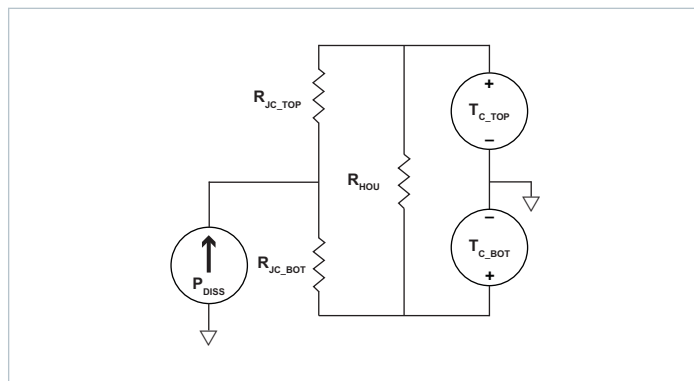 R_JC_TOP
+
T_C_TOP
−
R_HOU
−
T_C_BOT
+
R_JC_BOT
P_DISS